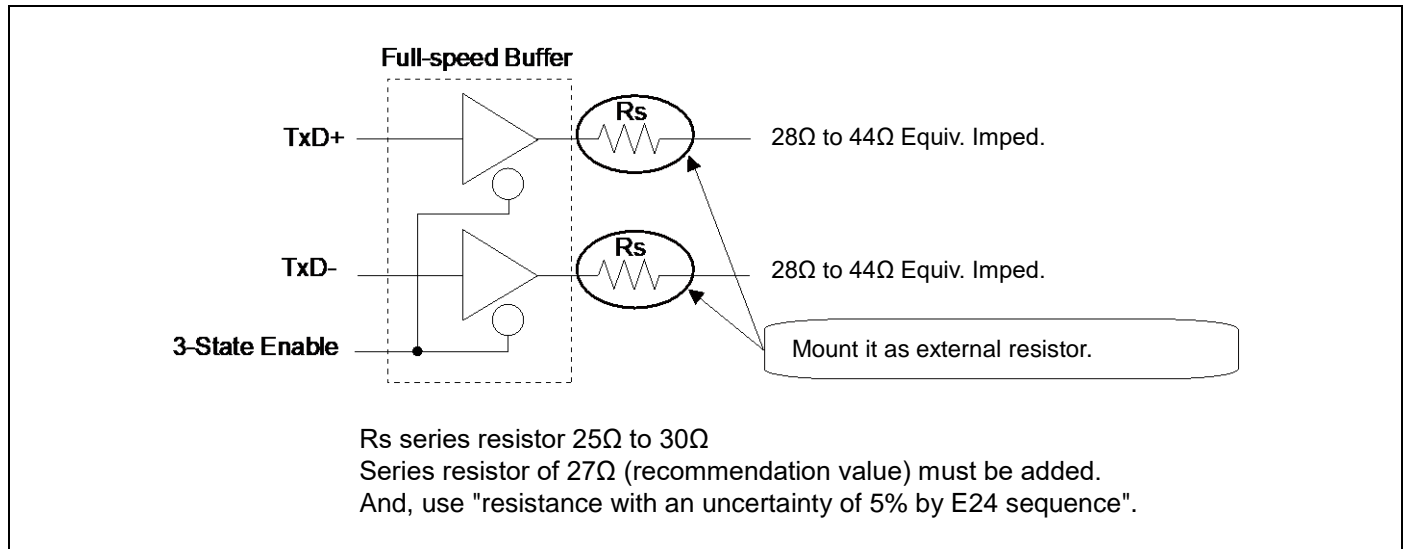 Full-speed Buffer
Rs
TxD+
28Ω to 44Ω Equiv. Imped.
Rs
TxD-
28Ω to 44Ω Equiv. Imped.
3-State Enable
Mount it as external resistor.
Rs series resistor 25Ω to 30Ω
Series resistor of 27Ω (recommendation value) must be added.
And, use "resistance with an uncertainty of 5% by E24 sequence".